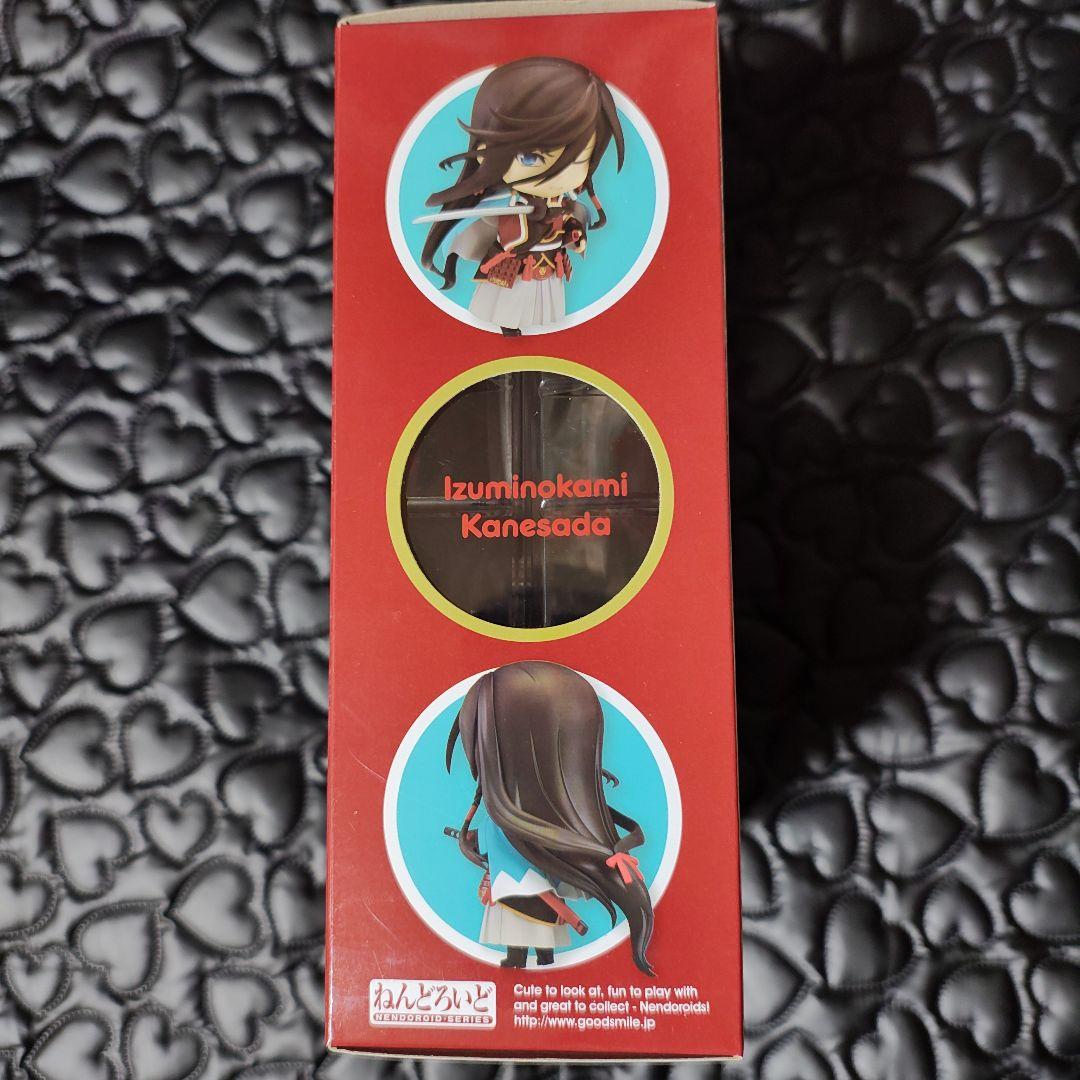 Izuminokami
Kanesada
ねんどろいど
NENDOROID・SERIES
Cute to look at, fun to play with
and great to collect - Nendoroids!
http://www.goodsmile.jp